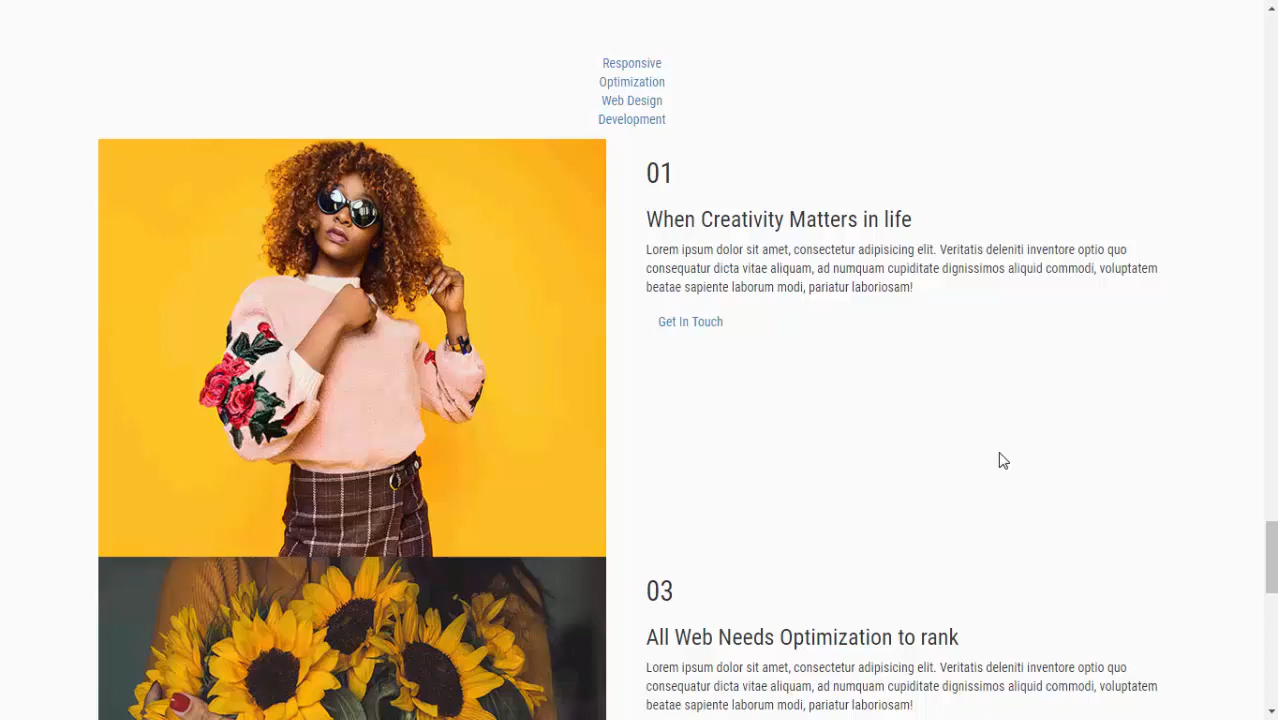 Responsive
Optimization
Web Design
Development
01
When Creativity Matters in life
Lorem ipsum dolor sit amet, consectetur adipisicing elit. Veritatis deleniti inventore optio quo
consequatur dicta vitae aliquam, ad numquam cupiditate dignissimos aliquid commodi, voluptatem
beatae sapiente laborum modi, pariatur laboriosam!
Get In Touch
03
All Web Needs Optimization to rank
Lorem ipsum dolor sit amet, consectetur adipisicing elit. Veritatis deleniti inventore optio quo
consequatur dicta vitae aliquam, ad numquam cupiditate dignissimos aliquid commodi, voluptatem
beatae sapiente laborum modi, pariatur laboriosam!